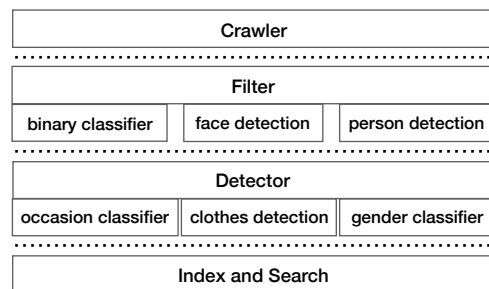 Crawler
Filter
binary classifier face detection person detection
Detector
occasion classifier clothes detection gender classifier
Index and Search